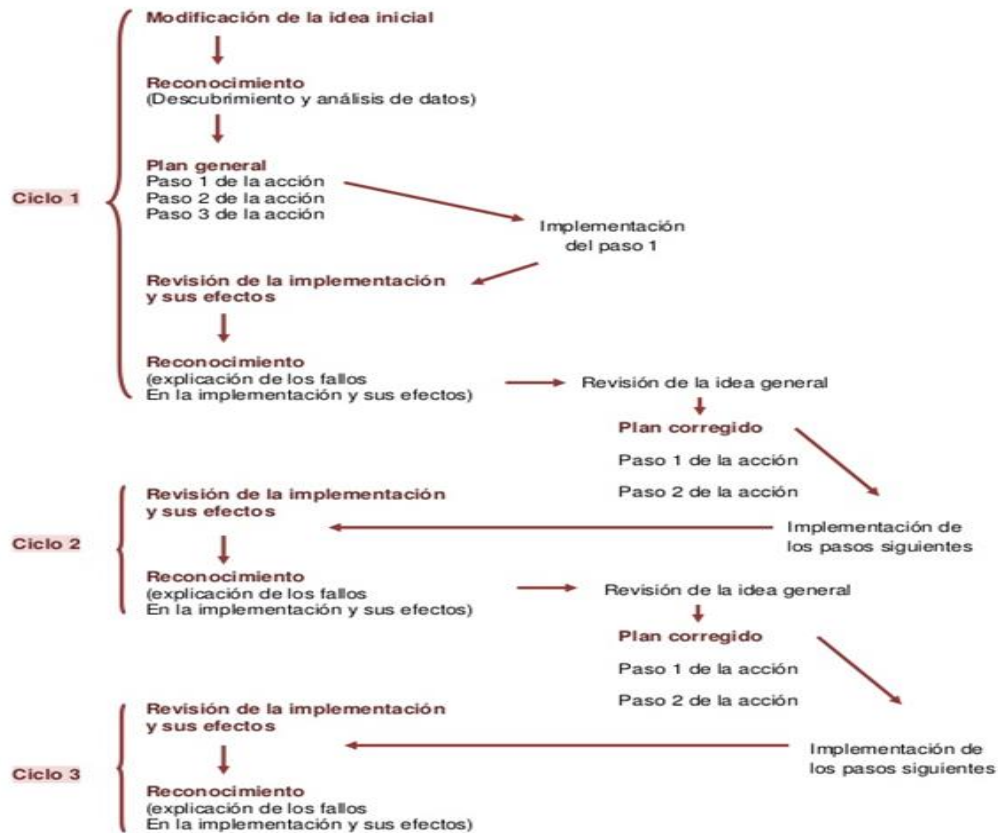 Modificación de la idea inicial
Reconocimiento
(Descubrimiento y análisis de datos)
Plan general
Paso 1 de la acción
Paso 2 de la acción
Paso 3 de la acción
Ciclo 1
Implementación
del paso 1
Revisión de la implementación
y sus efectos
Reconocimiento
(explicación de los fallos
En la implementación y sus efectos)
Revisión de la idea general
Plan corregido
Paso 1 de la acción
Paso 2 de la acción
Implementación de
los pasos siguientes
Ciclo 2
Revisión de la implementación
y sus efectos
Reconocimiento
(explicación de los fallos
En la implementación y sus efectos)
Revisión de la idea general
Plan corregido
Paso 1 de la acción
Paso 2 de la acción
Implementación de
los pasos siguientes
Ciclo 3
Revisión de la implementación
y sus efectos
Reconocimiento
(explicación de los fallos
En la implementación y sus efectos)